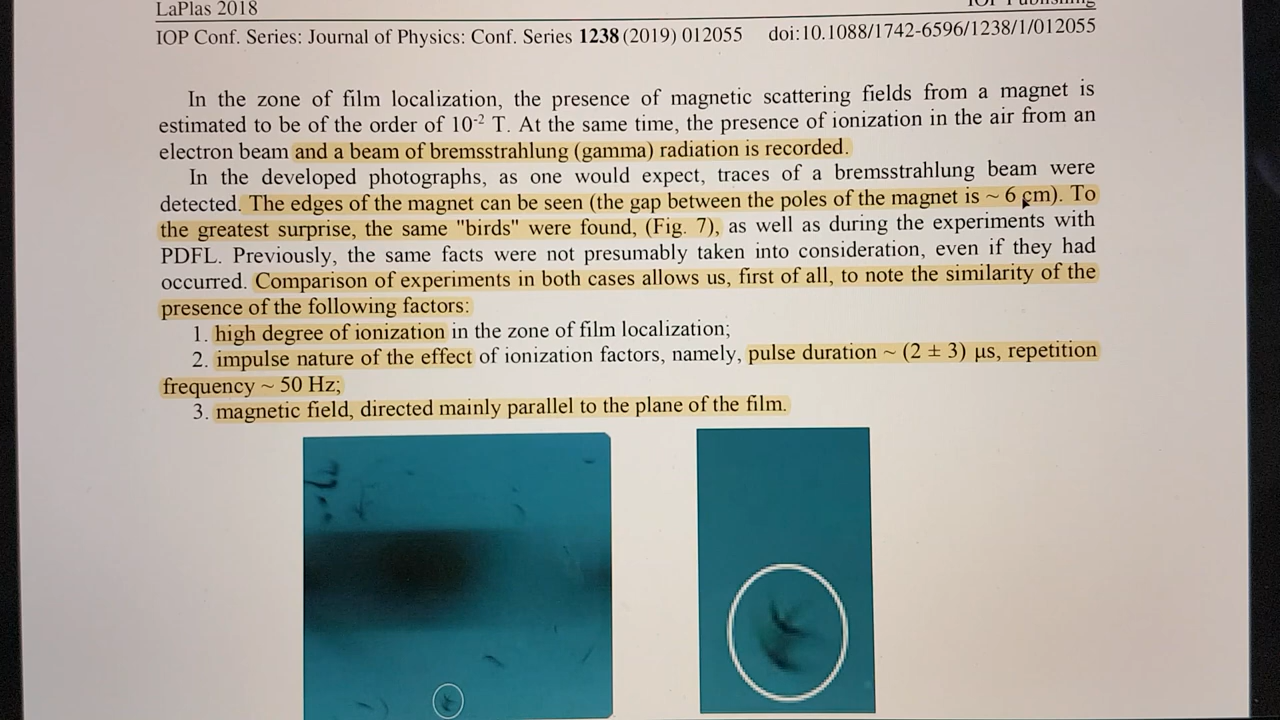 LaPlas 2018
IOP Publishing
IOP Conf. Series: Journal of Physics: Conf. Series 1238 (2019) 012055 doi:10.1088/1742-6596/1238/1/012055
In the zone of film localization, the presence of magnetic scattering fields from a magnet is
estimated to be of the order of 10⁻² T. At the same time, the presence of ionization in the air from an
electron beam and a beam of bremsstrahlung (gamma) radiation is recorded.
In the developed photographs, as one would expect, traces of a bremsstrahlung beam were
detected. The edges of the magnet can be seen (the gap between the poles of the magnet is ~ 6 cm). To
the greatest surprise, the same "birds" were found, (Fig. 7), as well as during the experiments with
PDFL. Previously, the same facts were not presumably taken into consideration, even if they had
occurred. Comparison of experiments in both cases allows us, first of all, to note the similarity of the
presence of the following factors:
1. high degree of ionization in the zone of film localization;
2. impulse nature of the effect of ionization factors, namely, pulse duration ~ (2 ± 3) μs, repetition
frequency ~ 50 Hz;
3. magnetic field, directed mainly parallel to the plane of the film.